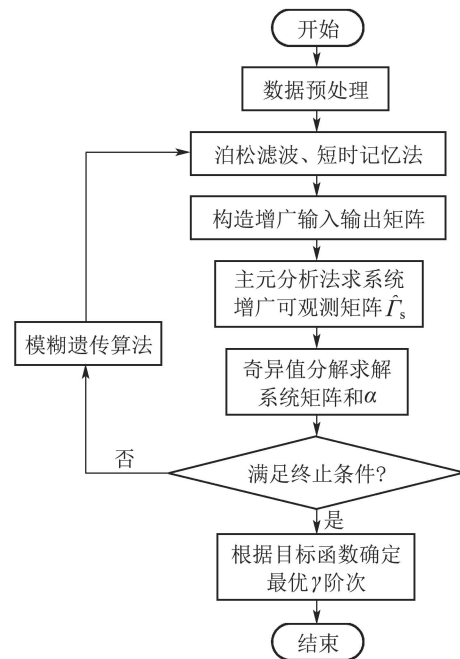 开始
数据预处理
泊松滤波、短时记忆法
构造增广输入输出矩阵
主元分析法求系统
增广可观测矩阵Γ̂s
模糊遗传算法
奇异值分解求解
系统矩阵和α
否
满足终止条件?
是
根据目标函数确定
最优γ阶次
结束